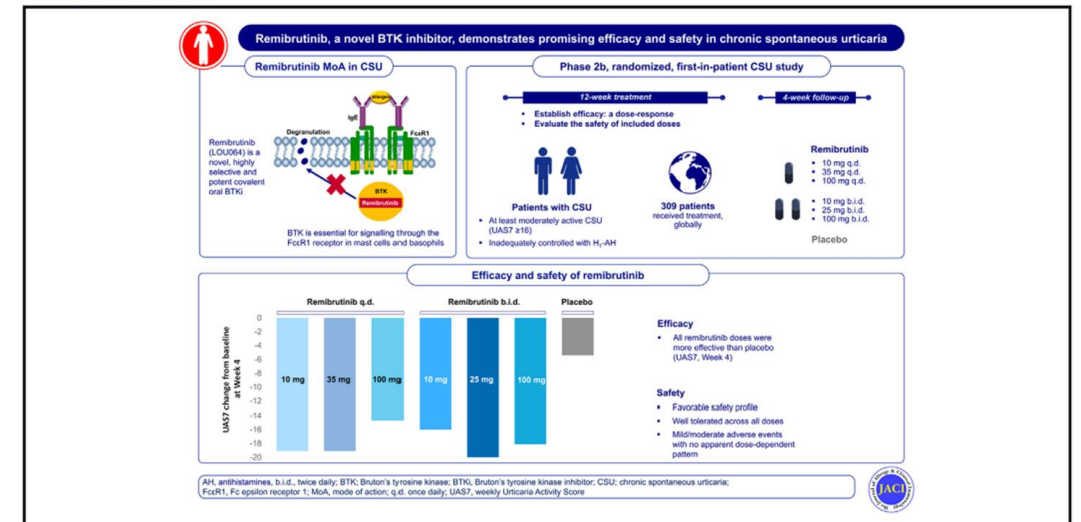 Remibrutinib, a novel BTK inhibitor, demonstrates promising efficacy and safety in chronic spontaneous urticaria
Remibrutinib MoA in CSU
Allergen
IgE
Degranulation
FcεR1
Remibrutinib
(LOU064) is a
novel, highly
selective and
potent covalent
oral BTKi
BTK
Remibrutinib
BTK is essential for signalling through the
FcεR1 receptor in mast cells and basophils
Phase 2b, randomized, first-in-patient CSU study
12-week treatment
4-week follow-up
• Establish efficacy: a dose-response
• Evaluate the safety of included doses
Patients with CSU
• At least moderately active CSU
(UAS7 ≥16)
• Inadequately controlled with H₁-AH
309 patients
received treatment,
globally
Remibrutinib
• 10 mg q.d.
• 35 mg q.d.
• 100 mg q.d.
• 10 mg b.i.d.
• 25 mg b.i.d.
• 100 mg b.i.d.
Placebo
Efficacy and safety of remibrutinib
Remibrutinib q.d.
Remibrutinib b.i.d.
Placebo
UAS7 change from baseline
at Week 4
0
-2
-4
-6
-8
-10
-12
-14
-16
-18
-20
10 mg
35 mg
100 mg
10 mg
25 mg
100 mg
Efficacy
• All remibrutinib doses were
more effective than placebo
(UAS7, Week 4)
Safety
• Favorable safety profile
• Well tolerated across all doses
• Mild/moderate adverse events
with no apparent dose-dependent
pattern
AH, antihistamines, b.i.d., twice daily; BTK; Bruton's tyrosine kinase; BTKi, Bruton's tyrosine kinase inhibitor; CSU; chronic spontaneous urticaria;
FcεR1, Fc epsilon receptor 1; MoA, mode of action; q.d. once daily; UAS7, weekly Urticaria Activity Score
JACI